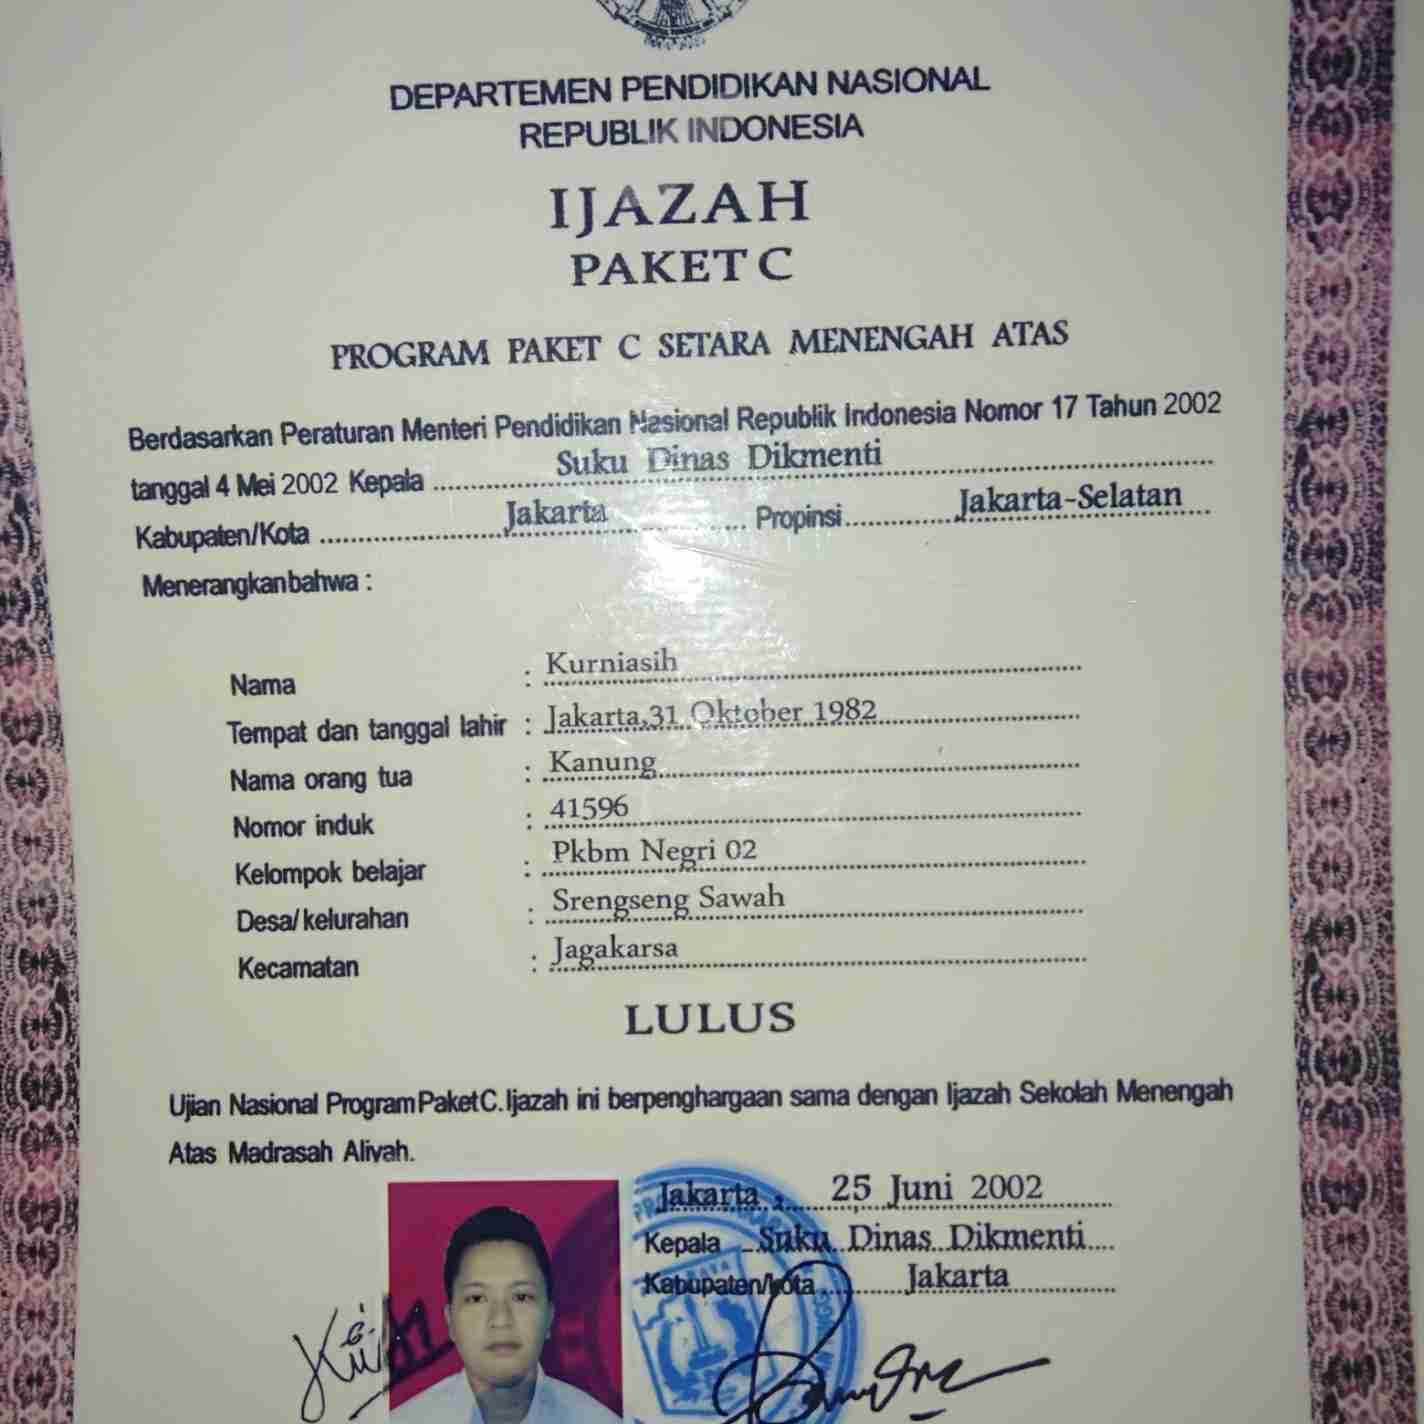 DEPARTEMEN PENDIDIKAN NASIONAL
REPUBLIK INDONESIA
IJAZAH
PAKET C
PROGRAM PAKET C SETARA MENENGAH ATAS
Berdasarkan Peraturan Menteri Pendidikan Nasional Republik Indonesia Nomor 17 Tahun 2002
tanggal 4 Mei 2002 Kepala Suku Dinas Dikmenti
Kabupaten/Kota Jakarta Propinsi Jakarta-Selatan
Menerangkan bahwa :
Nama : Kurniasih
Tempat dan tanggal lahir : Jakarta,31 Oktober 1982
Nama orang tua : Kanung
Nomor induk : 41596
Kelompok belajar : Pkbm Negri 02
Desa/kelurahan : Srengseng Sawah
Kecamatan : Jagakarsa
LULUS
Ujian Nasional Program Paket C. Ijazah ini berpenghargaan sama dengan Ijazah Sekolah Menengah
Atas Madrasah Aliyah.
Jakarta , 25 Juni 2002
Kepala Suku Dinas Dikmenti
Kabupaten/kota Jakarta